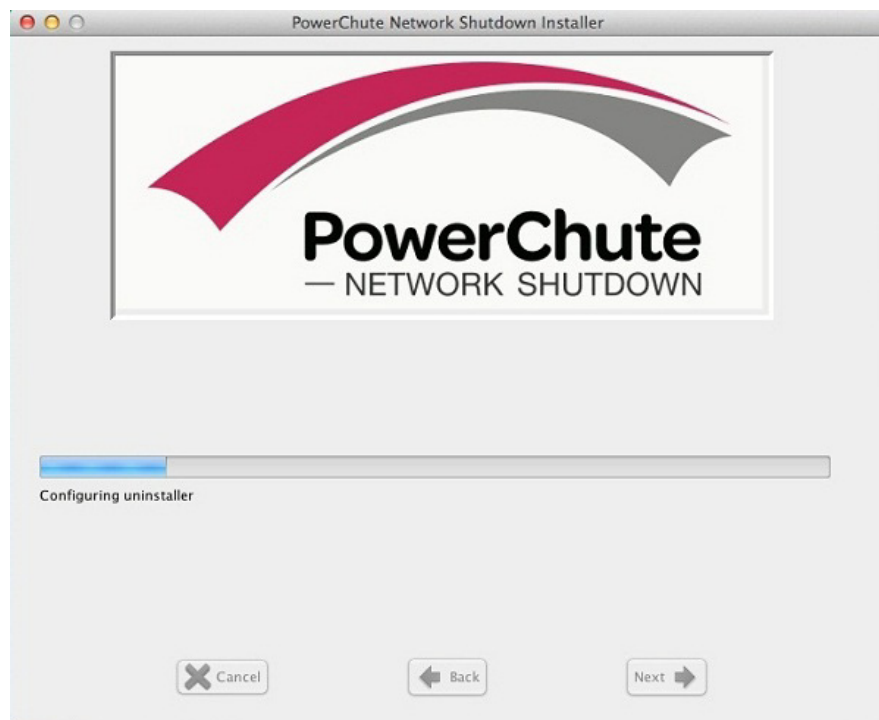 PowerChute Network Shutdown Installer
PowerChute
— NETWORK SHUTDOWN
Configuring uninstaller
Cancel
Back
Next